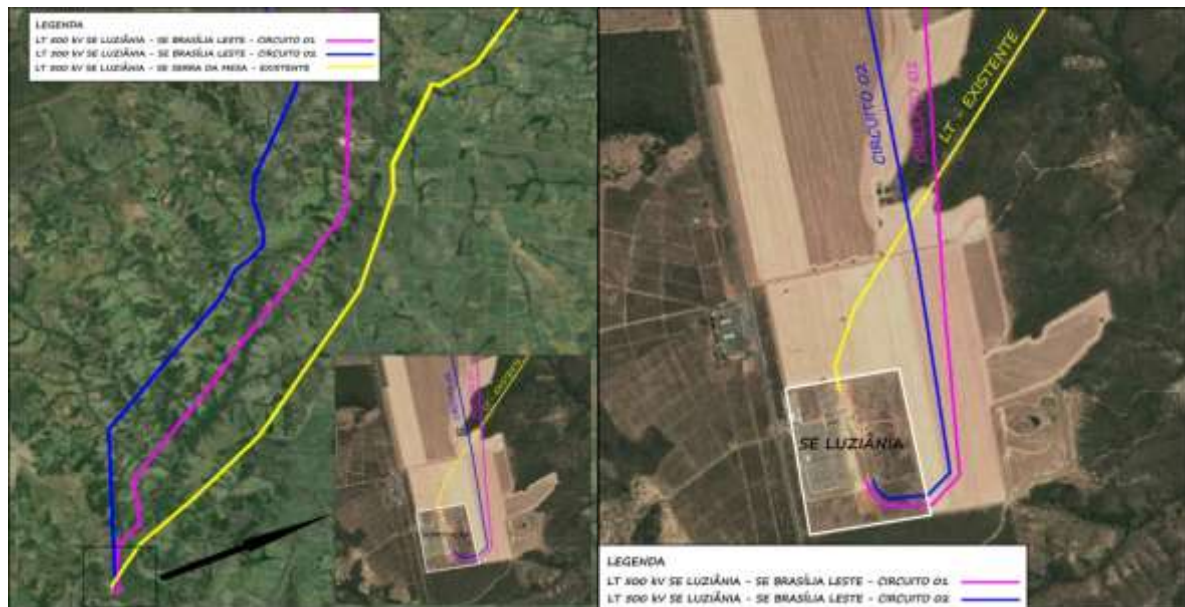 LEGENDA
LT 500 kV SE LUZIÂNIA - SE BRASÍLIA LESTE - CIRCUITO 01
LT 500 kV SE LUZIÂNIA - SE BRASÍLIA LESTE - CIRCUITO 02
LT 500 kV SE LUZIÂNIA - SE SERRA DA MESA - EXISTENTE
CIRCUITO 02
CIRCUITO 01
LT - EXISTENTE
SE LUZIÂNIA
LEGENDA
LT 500 kV SE LUZIÂNIA - SE BRASÍLIA LESTE - CIRCUITO 01
LT 500 kV SE LUZIÂNIA - SE BRASÍLIA LESTE - CIRCUITO 02